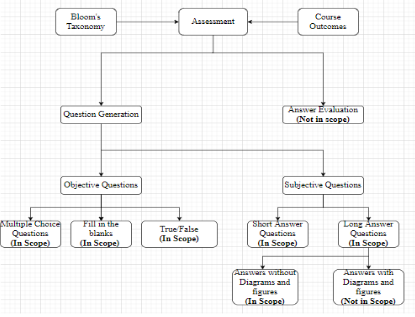 Bloom's
Taxonomy
Assessment
Course
Outcomes
Question Generation
Answer Evaluation
(Not in scope)
Objective Questions
Subjective Questions
Multiple Choice
Questions
(In Scope)
Fill in the
blanks
(In Scope)
True/False
(In Scope)
Short Answer
Questions
(In Scope)
Long Answer
Questions
(In Scope)
Answers without
Diagrams and
figures
(In Scope)
Answers with
Diagrams and
figures
(Not in Scope)